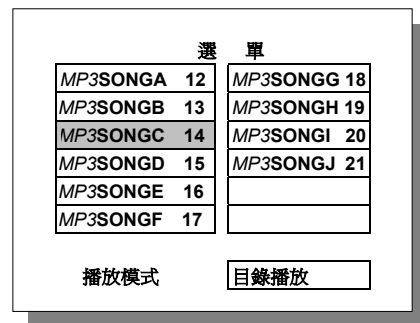 選 單
MP3SONGA 12 MP3SONGG 18
MP3SONGB 13 MP3SONGH 19
MP3SONGC 14 MP3SONGI 20
MP3SONGD 15 MP3SONGJ 21
MP3SONGE 16
MP3SONGF 17
播放模式 目錄播放